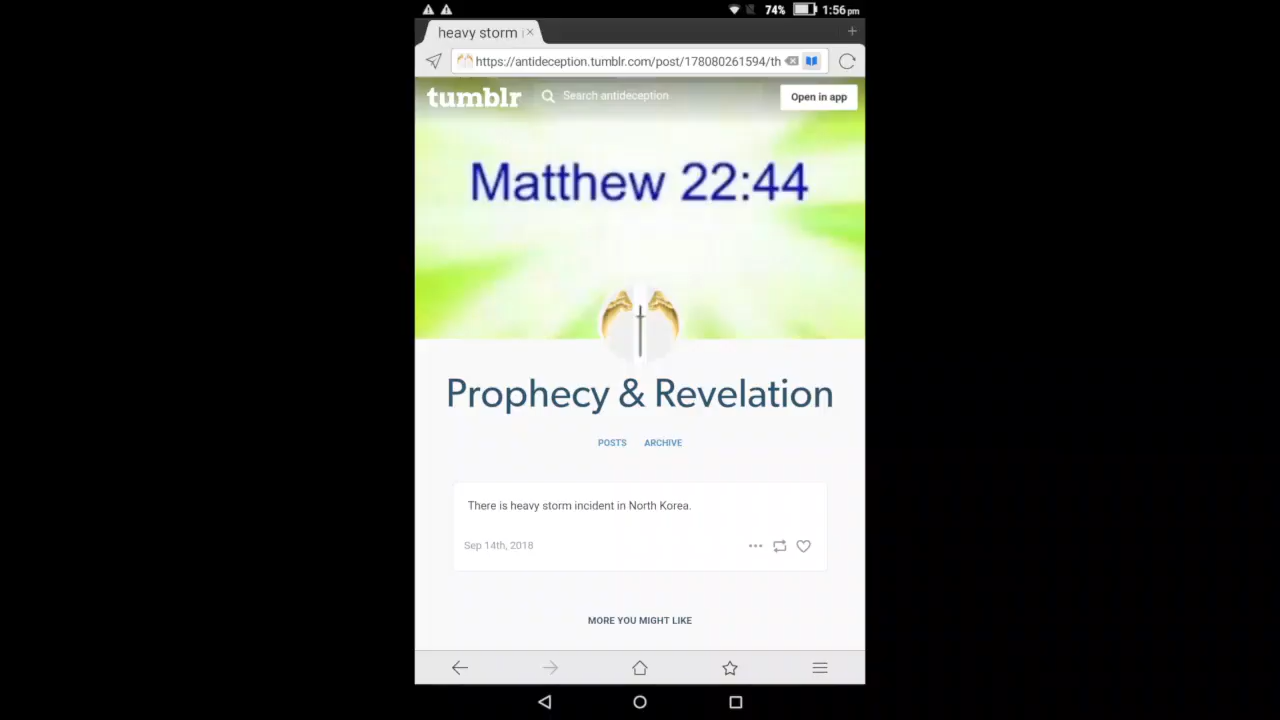 74% 1:56 pm
heavy storm
https://antideception.tumblr.com/post/178080261594/th
tumblr Search antideception Open in app
Matthew 22:44
Prophecy & Revelation
POSTS ARCHIVE
There is heavy storm incident in North Korea.
Sep 14th, 2018
MORE YOU MIGHT LIKE